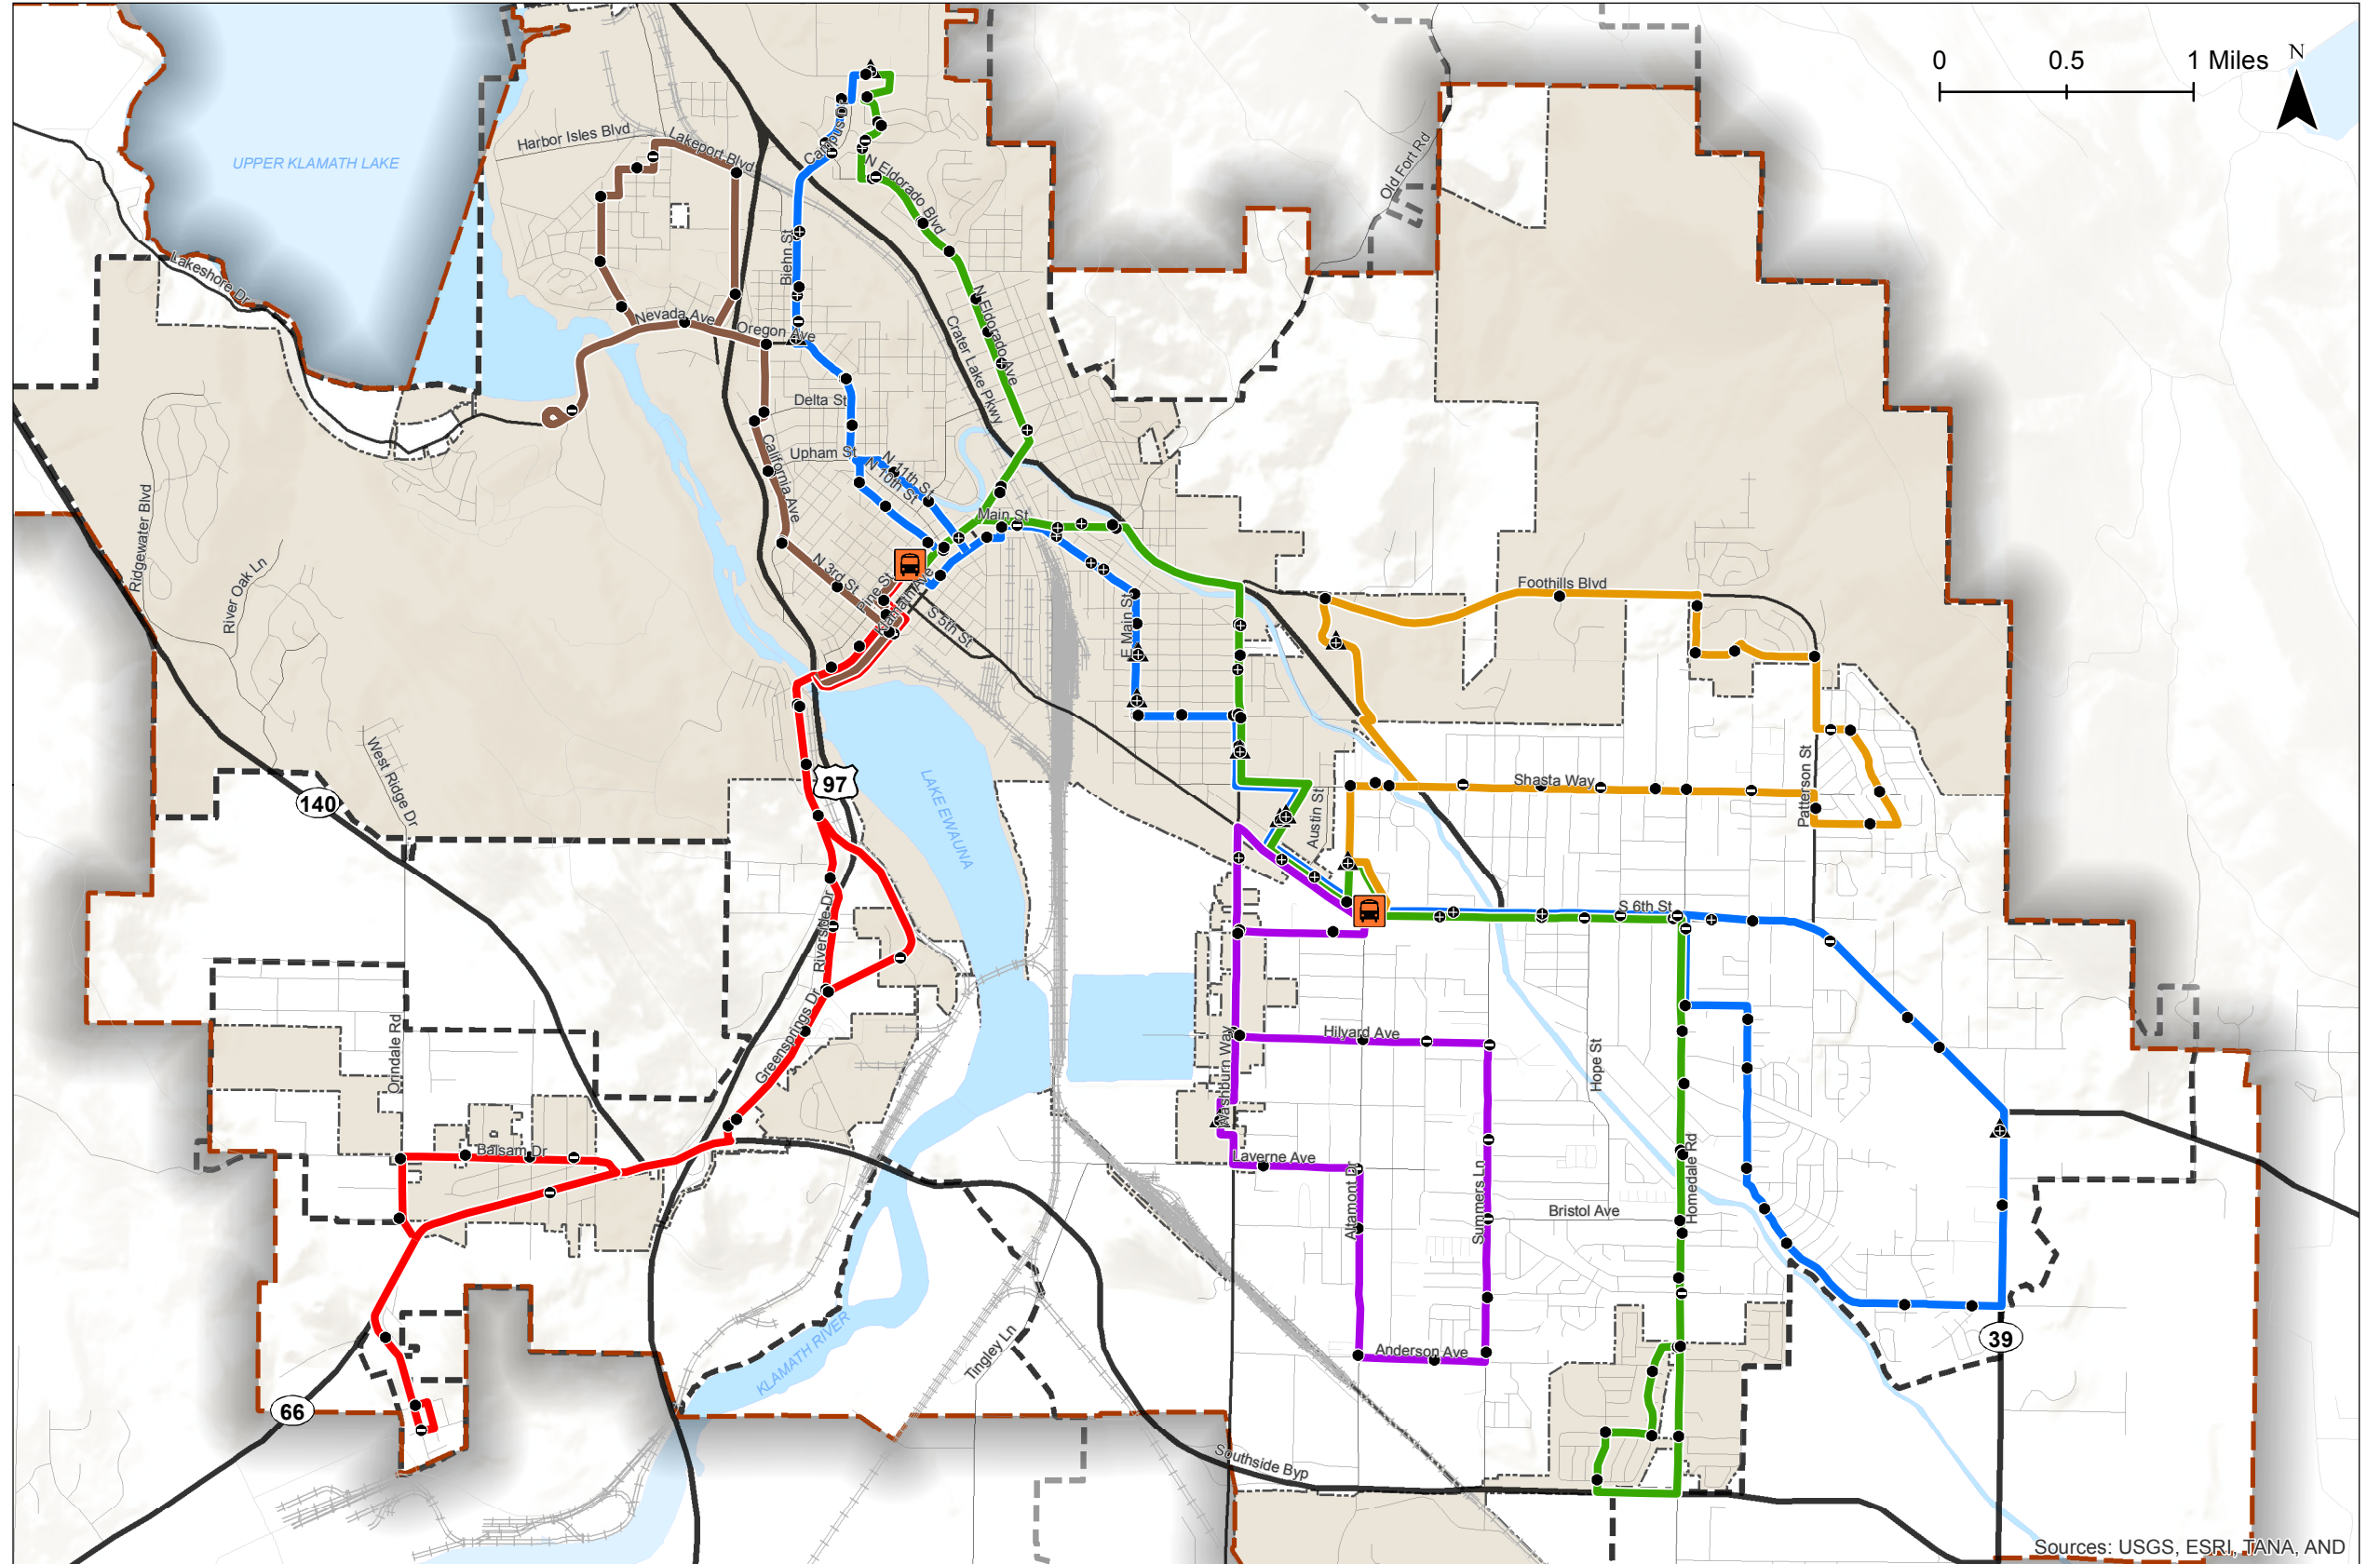 0 0.5 1 Miles
N
Harbor Isles Blvd
Lakeport Blvd
Campus Dr
UPPER KLAMATH LAKE
N Eldorado Blvd
Old Fort Rd
Biehn St
Lakeshore Dr
Nevada Ave
Oregon Ave
N Eldorado Ave
Crater Lake Pkwy
Delta St
California Ave
Upham St
N 11th St
N 10th St
Main St
Ridgewater Blvd
River Oak Ln
N 3rd St
Pine St
Klamath Ave
S 5th St
E Main St
Foothills Blvd
West Ridge Dr
140
97
LAKE EWAUNA
Austin St
Shasta Way
Patterson St
Riverside Dr
S 6th St
Orindale Rd
Greensprings Dr
Washburn Way
Hilyard Ave
Hope St
Balsam Dr
Laverne Ave
Altamont Dr
Summers Ln
Bristol Ave
Homedale Rd
KLAMATH RIVER
Tingley Ln
Anderson Ave
39
66
Southside Byp
Sources: USGS, ESRI, TANA, AND